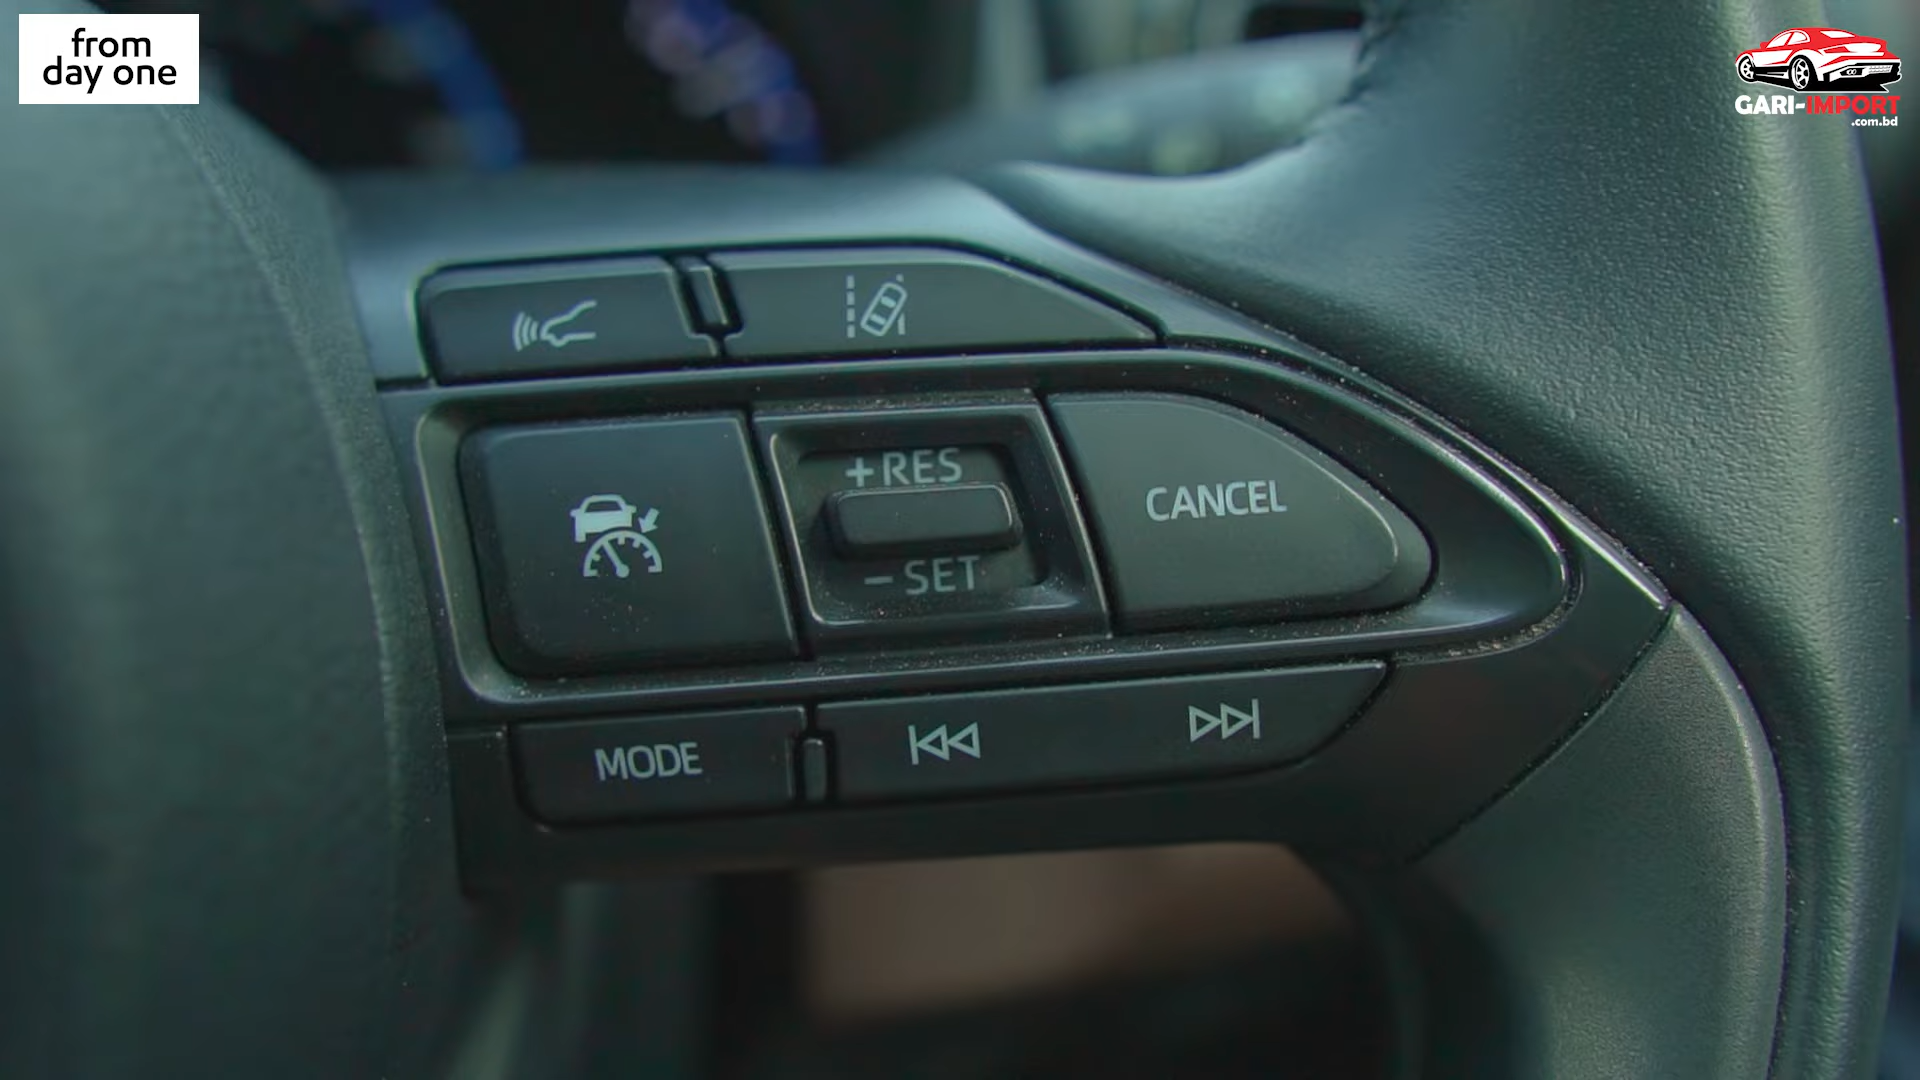 from
day one
GARI-IMPORT
.com.bd
+RES
CANCEL
– SET
MODE